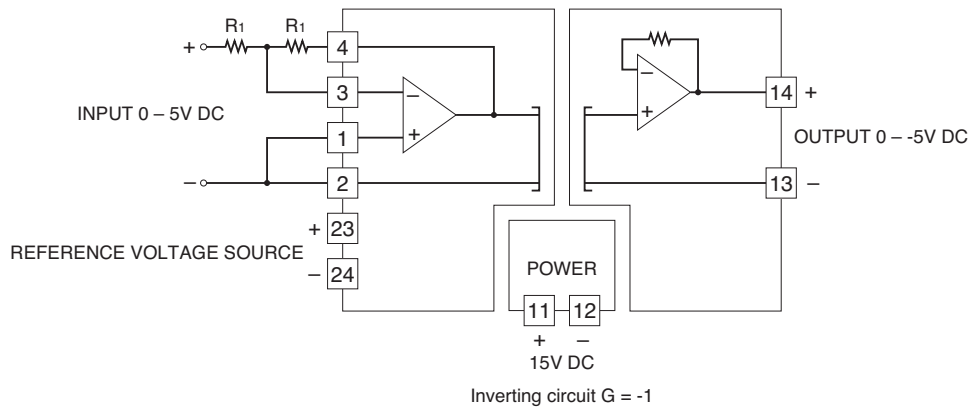 R1 R1
+ 4
3 −
INPUT 0 – 5V DC
1 +
− 2
+ 23
REFERENCE VOLTAGE SOURCE
− 24
−
+
14 +
OUTPUT 0 – -5V DC
13 −
POWER
11 12
+ −
15V DC
Inverting circuit G = -1